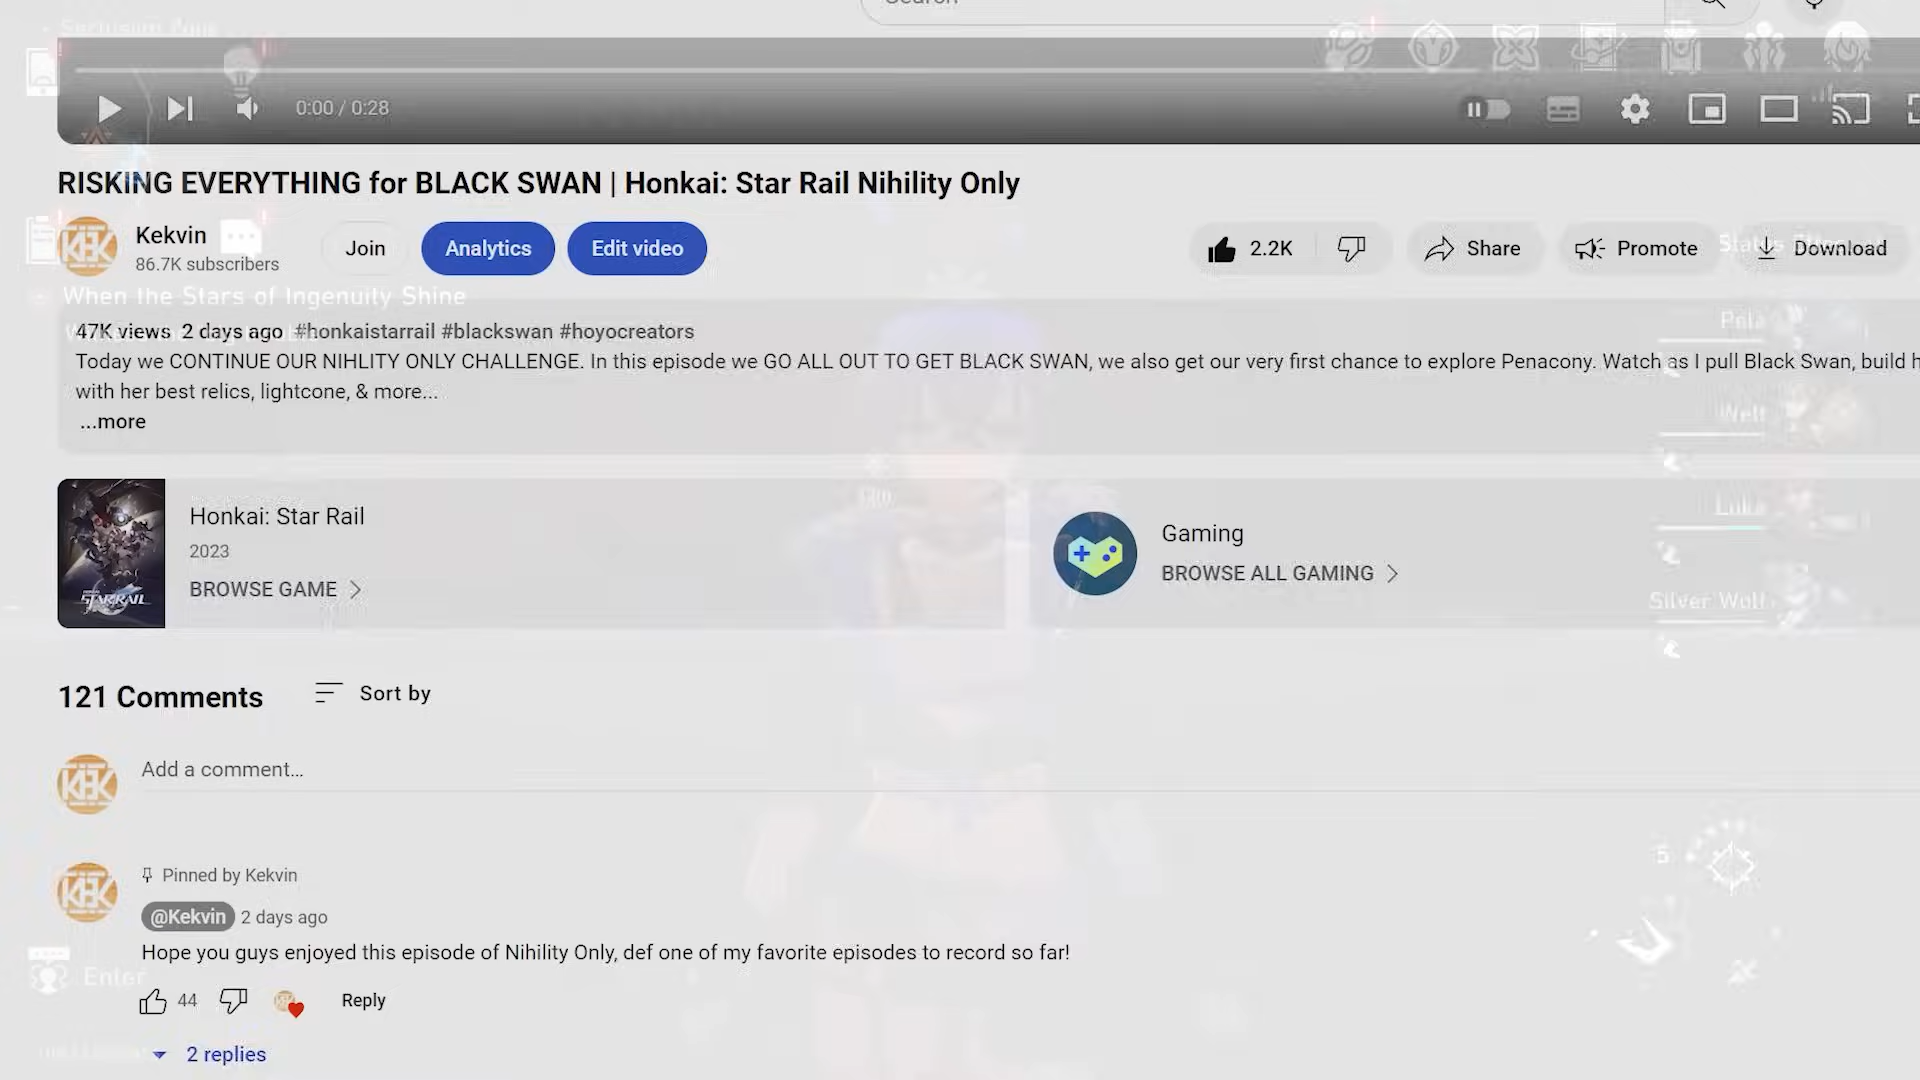 0:00 / 0:28
RISKING EVERYTHING for BLACK SWAN | Honkai: Star Rail Nihility Only
Kekvin
86.7K subscribers
Join
Analytics
Edit video
2.2K
Share
Promote
Download
When the Stars of Ingenuity Shine
47K views 2 days ago #honkaistarrail #blackswan #hoyocreators
Today we CONTINUE OUR NIHLITY ONLY CHALLENGE. In this episode we GO ALL OUT TO GET BLACK SWAN, we also get our very first chance to explore Penacony. Watch as I pull Black Swan, build
with her best relics, lightcone, & more...
...more
Pela
Welt
Luka
Silver Wolf
Honkai: Star Rail
2023
BROWSE GAME
STAR RAIL
Gaming
BROWSE ALL GAMING
121 Comments
Sort by
KEK
Add a comment...
Pinned by Kekvin
@Kekvin 2 days ago
Hope you guys enjoyed this episode of Nihility Only, def one of my favorite episodes to record so far!
Enter
44
Reply
2 replies